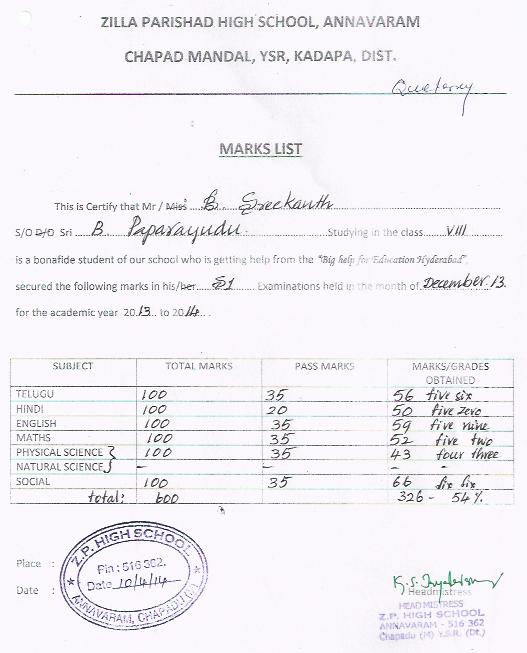 ZILLA PARISHAD HIGH SCHOOL, ANNAVARAM
CHAPAD MANDAL, YSR, KADAPA, DIST.
MARKS LIST
This is Certify that Mr / Miss B. Sreekanth
S/O D/O Sri B. Paparayudu Studying in the class VIII
is a bonafide student of our school who is getting help from the "Big help for Education Hyderabad",
secured the following marks in his/her S1 Examinations held in the month of December.13
for the academic year 2013 to 2014.
SUBJECT TOTAL MARKS PASS MARKS MARKS/GRADES OBTAINED
TELUGU 100 35 56 five six
HINDI 100 20 50 five zero
ENGLISH 100 35 59 five nine
MATHS 100 35 52 five two
PHYSICAL SCIENCE 100 35 43 four three
NATURAL SCIENCE - - - -
SOCIAL 100 35 66 six six
total: 600 326 - 54%
Place :
Date :
Z.P. HIGH SCHOOL
Pin : 516 362.
Date 10/4/14
ANNAVARAM, CHAPADU (M)
Headmistress
HEAD MISTRESS
Z.P. HIGH SCHOOL
ANNAVARAM - 516 362
Chapadu (M) Y.S.R. (Dt.)